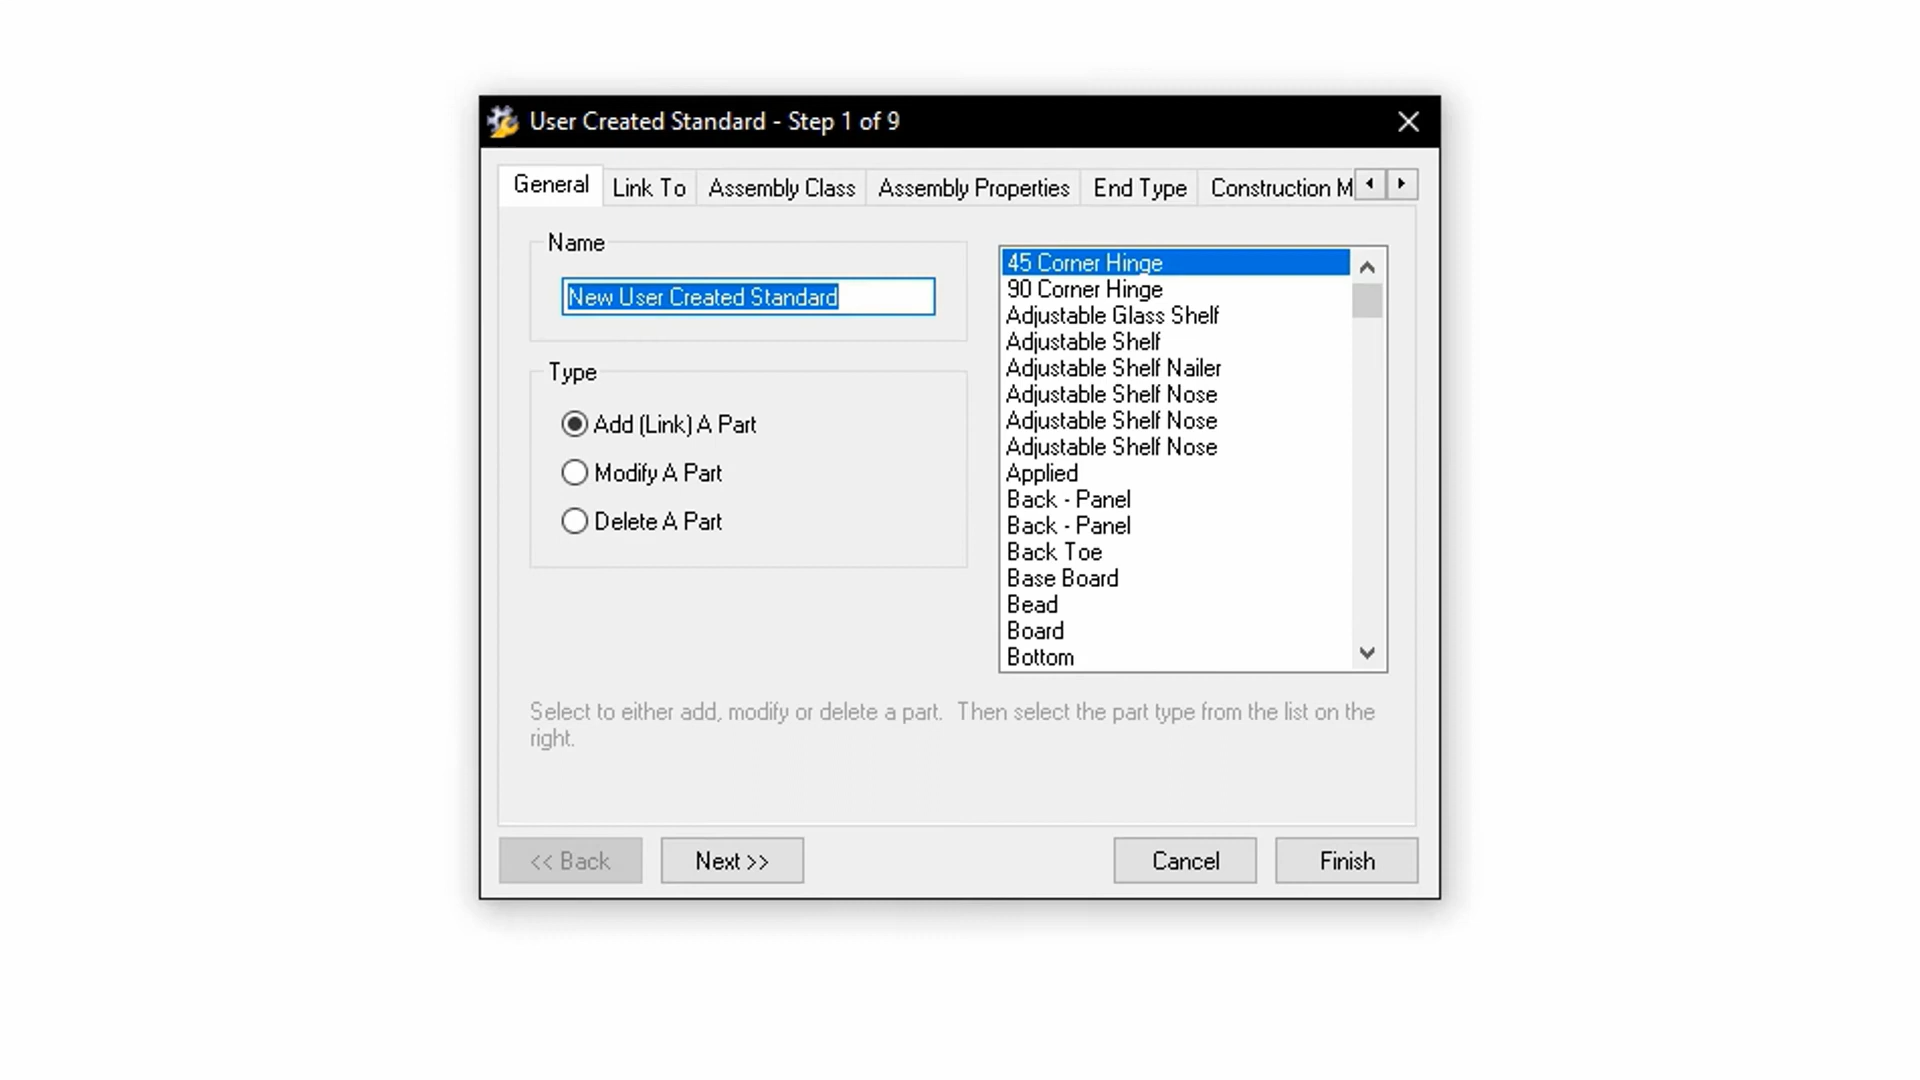 User Created Standard - Step 1 of 9
General
Link To
Assembly Class
Assembly Properties
End Type
Construction M
Name
New User Created Standard
Type
Add (Link) A Part
Modify A Part
Delete A Part
45 Corner Hinge
90 Corner Hinge
Adjustable Glass Shelf
Adjustable Shelf
Adjustable Shelf Nailer
Adjustable Shelf Nose
Adjustable Shelf Nose
Adjustable Shelf Nose
Applied
Back - Panel
Back - Panel
Back Toe
Base Board
Bead
Board
Bottom
Select to either add, modify or delete a part.  Then select the part type from the list on the
right.
<< Back
Next >>
Cancel
Finish